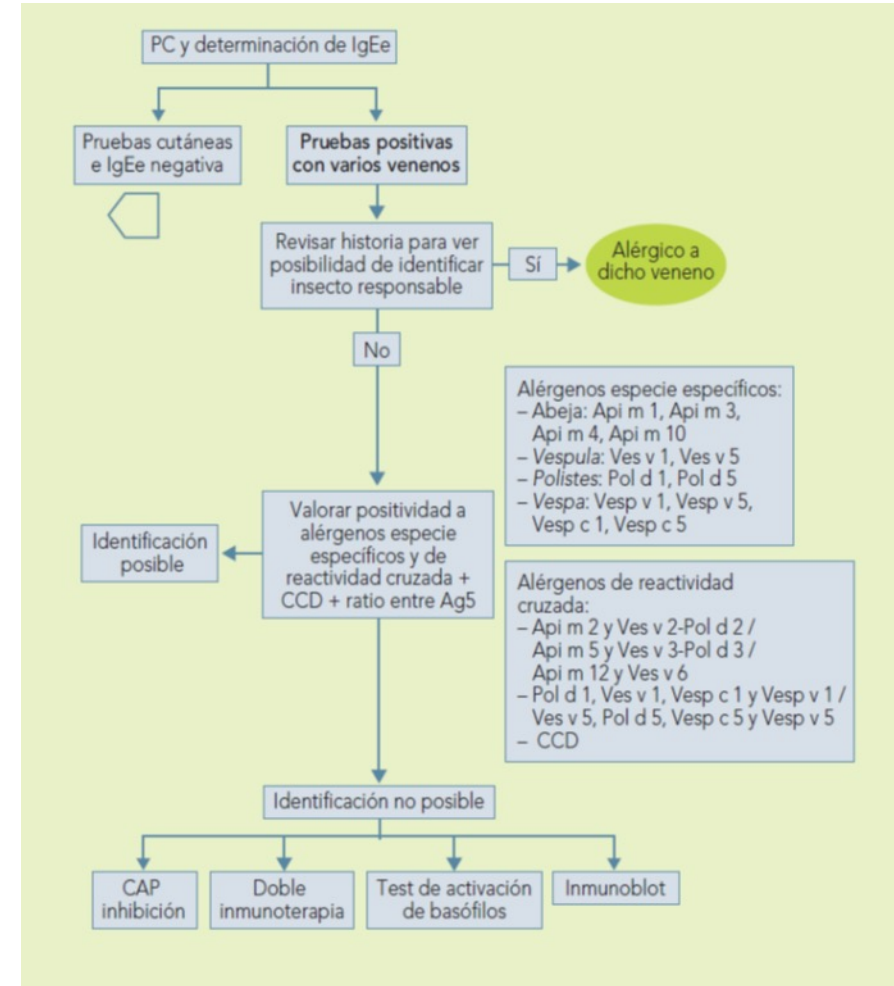 PC y determinación de IgEe
Pruebas cutáneas
e IgEe negativa
Pruebas positivas
con varios venenos
Revisar historia para ver
posibilidad de identificar
insecto responsable
Sí
Alérgico a
dicho veneno
No
Alérgenos especie específicos:
– Abeja: Api m 1, Api m 3,
Api m 4, Api m 10
– Vespula: Ves v 1, Ves v 5
– Polistes: Pol d 1, Pol d 5
– Vespa: Vesp v 1, Vesp v 5,
Vesp c 1, Vesp c 5
Identificación
posible
Valorar positividad a
alérgenos especie
específicos y de
reactividad cruzada +
CCD + ratio entre Ag5
Alérgenos de reactividad
cruzada:
– Api m 2 y Ves v 2-Pol d 2 /
Api m 5 y Ves v 3-Pol d 3 /
Api m 12 y Ves v 6
– Pol d 1, Ves v 1, Vesp c 1 y Vesp v 1 /
Ves v 5, Pol d 5, Vesp c 5 y Vesp v 5
– CCD
Identificación no posible
CAP
inhibición
Doble
inmunoterapia
Test de activación
de basófilos
Inmunoblot